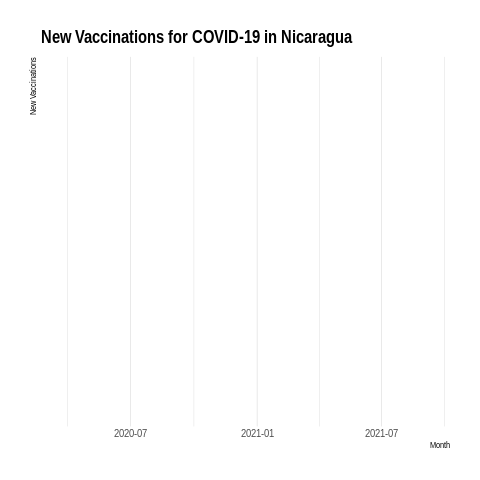 New Vaccinations for COVID-19 in Nicaragua
New Vaccinations
2020-07 2021-01 2021-07
Month